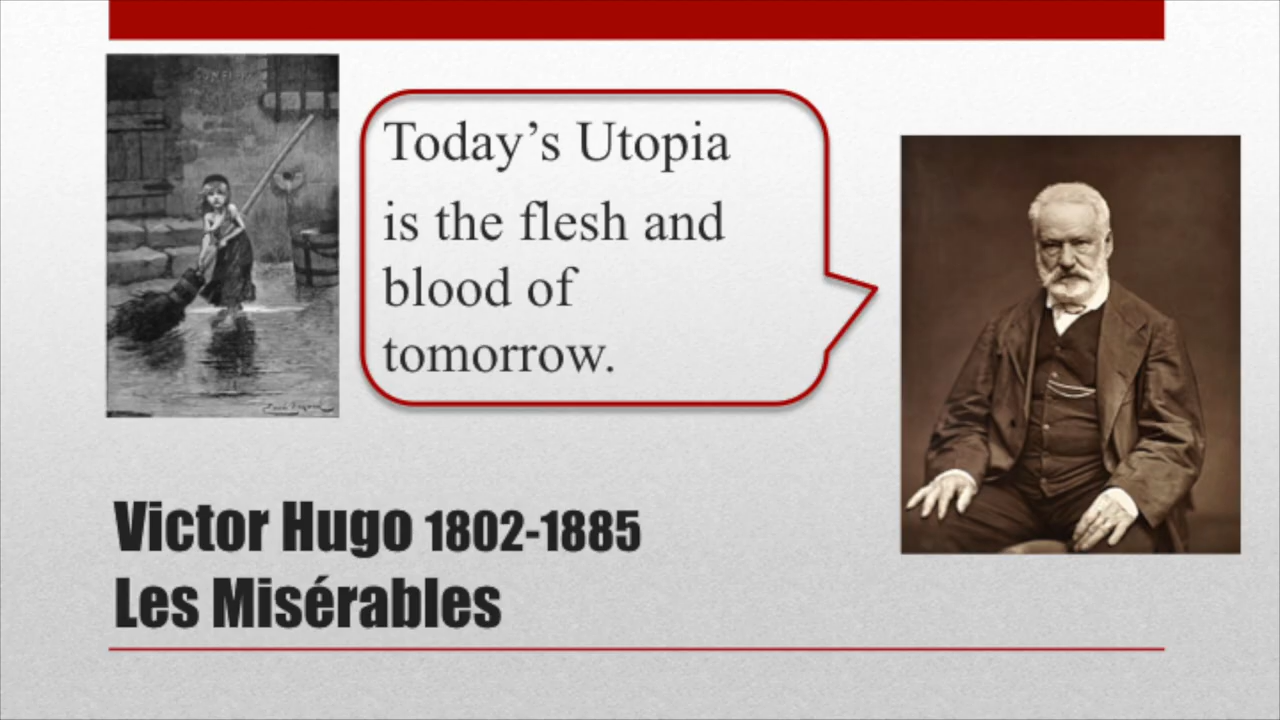 Today’s Utopia
is the flesh and
blood of
tomorrow.
Victor Hugo 1802-1885
Les Misérables